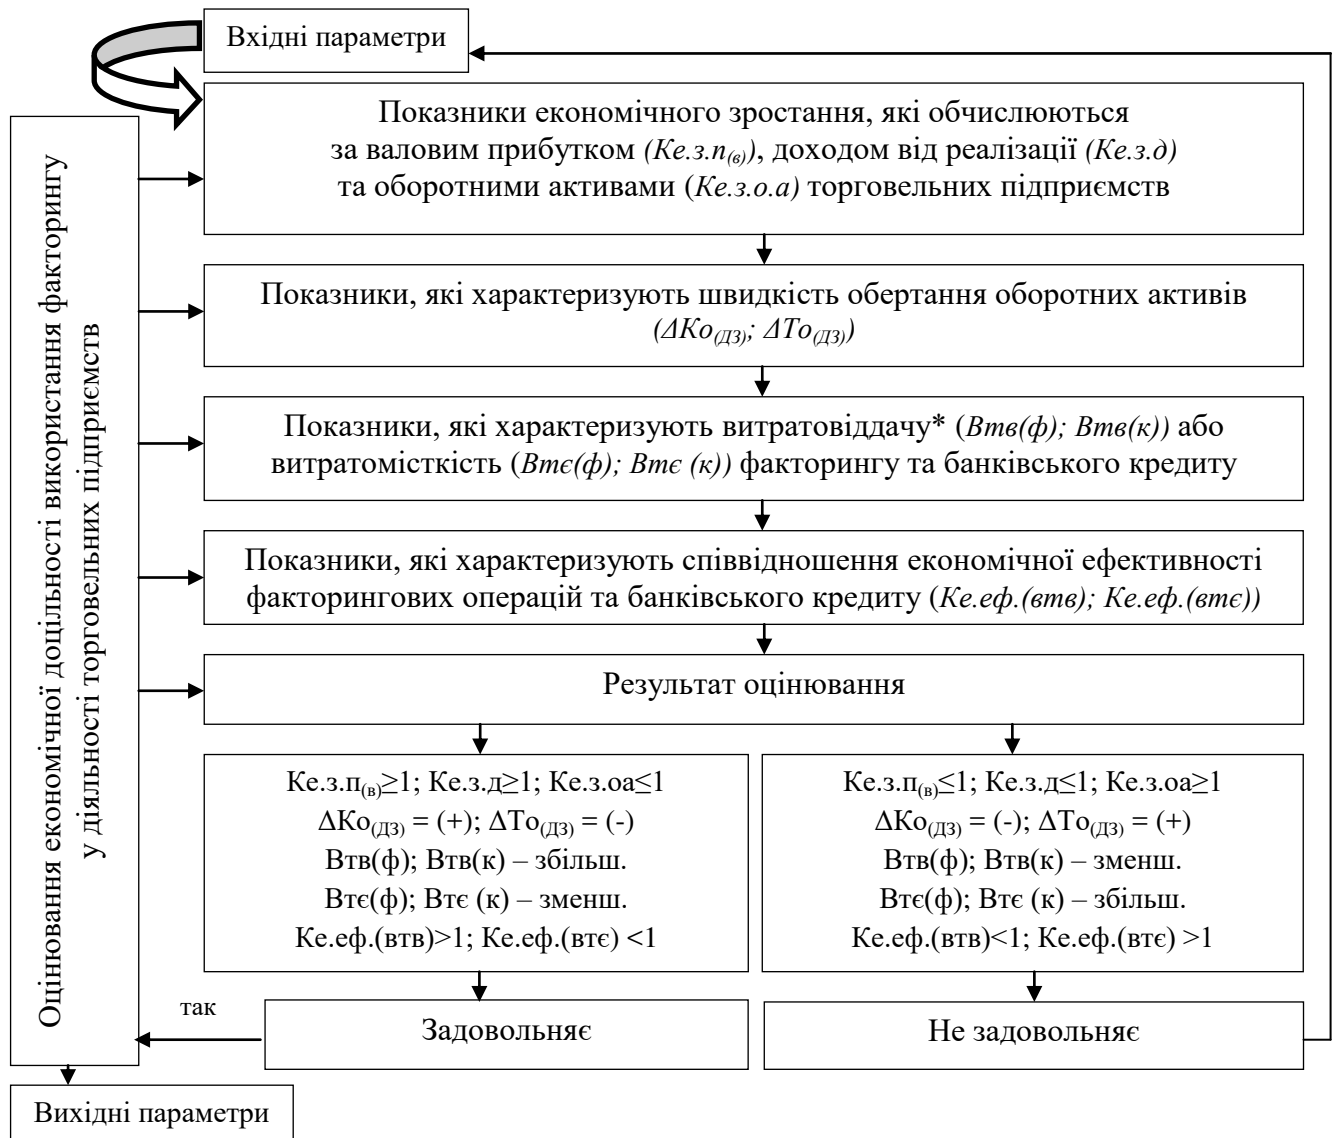 Вхідні параметри
Показники економічного зростання, які обчислюються
за валовим прибутком (Ке.з.п(в)), доходом від реалізації (Ке.з.д)
та оборотними активами (Ке.з.о.а) торговельних підприємств
Оцінювання економічної доцільності використання факторингу
у діяльності торговельних підприємств
Показники, які характеризують швидкість обертання оборотних активів
(ΔКо(ДЗ); ΔТо(ДЗ))
Показники, які характеризують витратовіддачу* (Втв(ф); Втв(к)) або
витратомісткість (Втє(ф); Втє (к)) факторингу та банківського кредиту
Показники, які характеризують співвідношення економічної ефективності
факторингових операцій та банківського кредиту (Ке.еф.(втв); Ке.еф.(втє))
Результат оцінювання
Ке.з.п(в)≥1; Ке.з.д≥1; Ке.з.оа≤1
ΔКо(ДЗ) = (+); ΔТо(ДЗ) = (-)
Втв(ф); Втв(к) – збільш.
Втє(ф); Втє (к) – зменш.
Ке.еф.(втв)>1; Ке.еф.(втє) <1
Ке.з.п(в)≤1; Ке.з.д≤1; Ке.з.оа≥1
ΔКо(ДЗ) = (-); ΔТо(ДЗ) = (+)
Втв(ф); Втв(к) – зменш.
Втє(ф); Втє (к) – збільш.
Ке.еф.(втв)<1; Ке.еф.(втє) >1
так
Задовольняє
Не задовольняє
Вихідні параметри